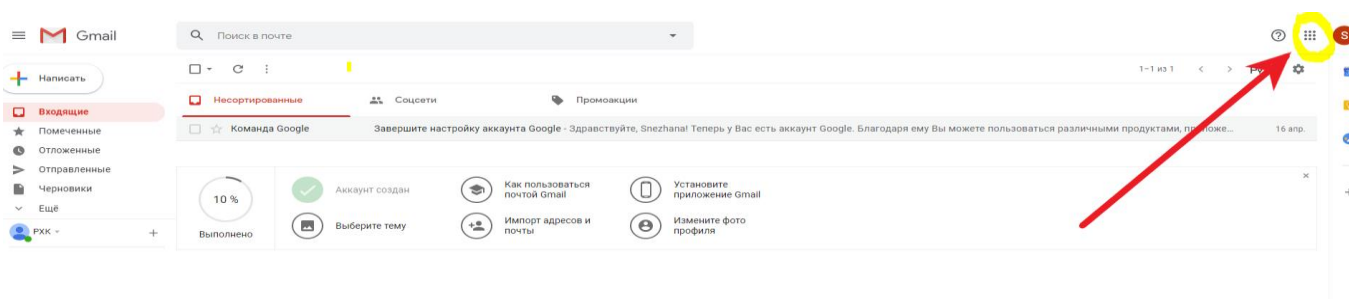 Gmail
Поиск в почте
Написать
1–1 из 1
Несортированные
Соцсети
Промоакции
Входящие
Помеченные
Отложенные
Отправленные
Черновики
Ещё
РХК
Команда Google
Завершите настройку аккаунта Google - Здравствуйте, Snezhana! Теперь у Вас есть аккаунт Google. Благодаря ему Вы можете пользоваться различными продуктами,
16 апр.
10 %
Выполнено
Аккаунт создан
Как пользоваться
почтой Gmail
Установите
приложение Gmail
Выберите тему
Импорт адресов и
почты
Измените фото
профиля
S